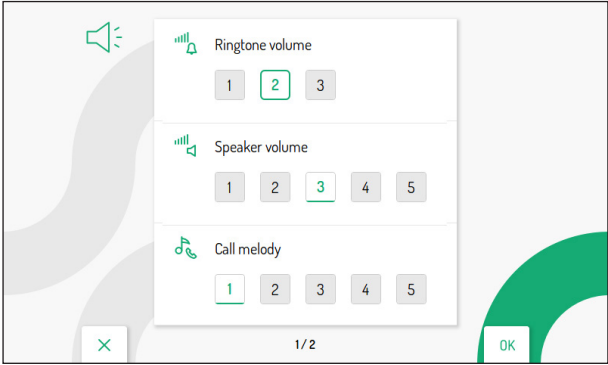 Ringtone volume
1 2 3
Speaker volume
1 2 3 4 5
Call melody
1 2 3 4 5
1/2
OK